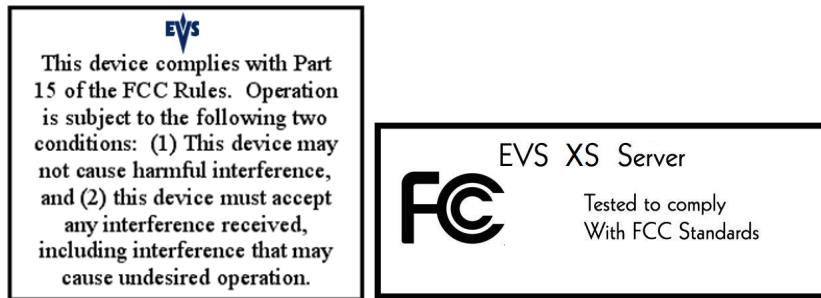 EVS
This device complies with Part
15 of the FCC Rules.  Operation
is subject to the following two
conditions:  (1) This device may
not cause harmful interference,
and (2) this device must accept
any interference received,
including interference that may
cause undesired operation.
EVS XS Server
FCC
Tested to comply
With FCC Standards